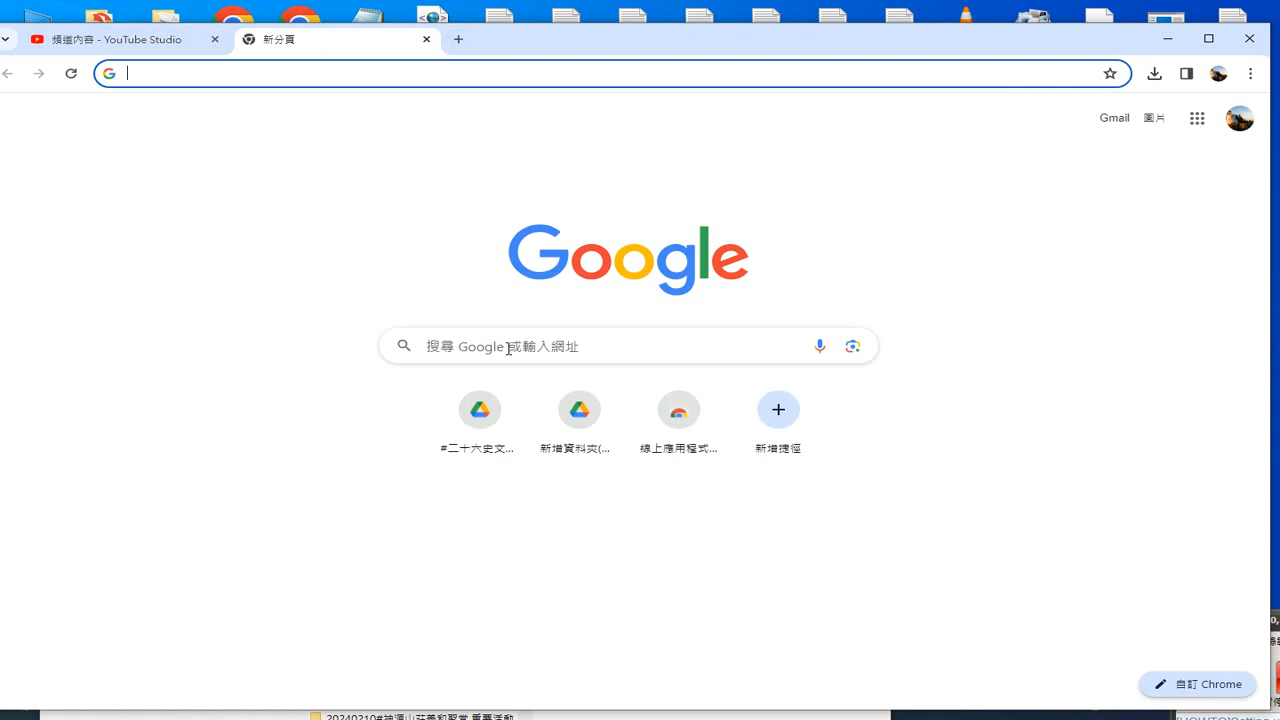 頻道內容 - YouTube Studio
新分頁
Gmail
圖片
Google
搜尋 Google 或輸入網址
#二十六史文...
新增資料夾(...
線上應用程式...
新增捷徑
自訂 Chrome